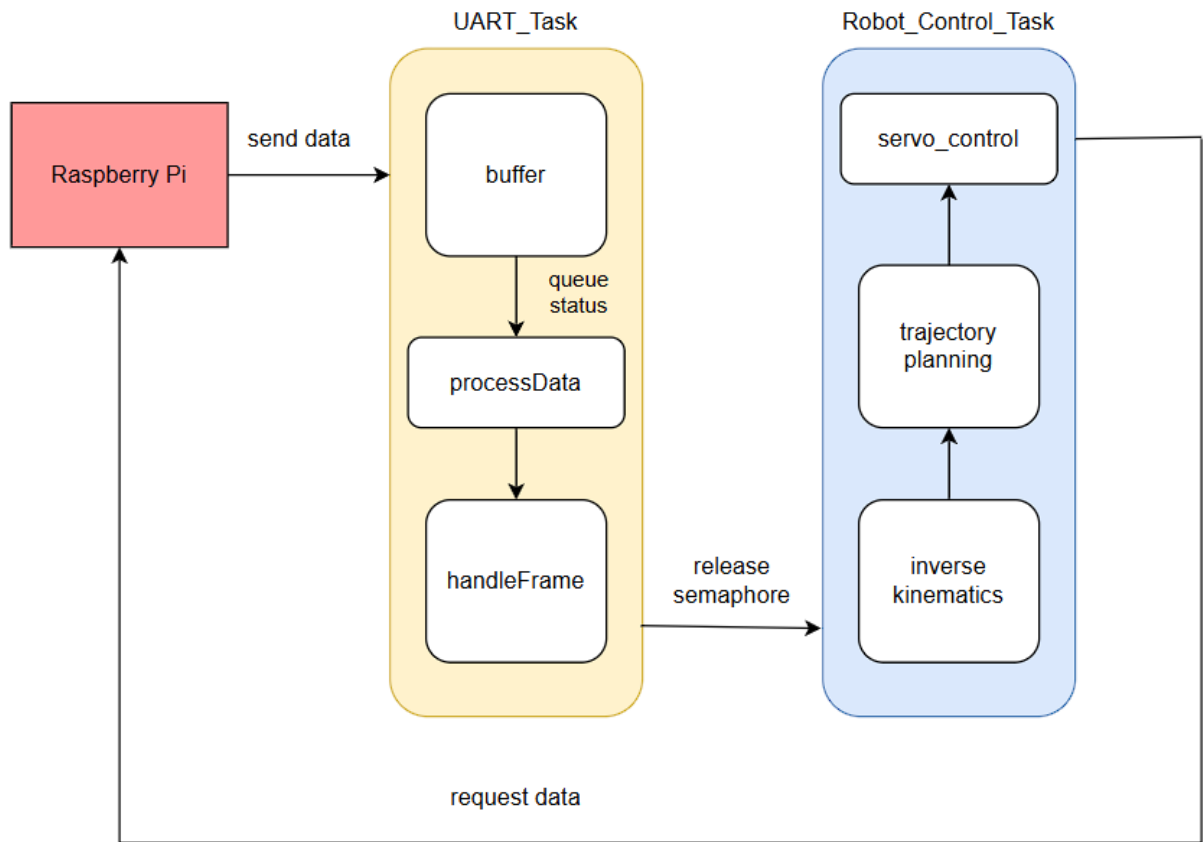 UART_Task
Robot_Control_Task
Raspberry Pi
send data
buffer
queue
status
processData
handleFrame
release
semaphore
servo_control
trajectory
planning
inverse
kinematics
request data